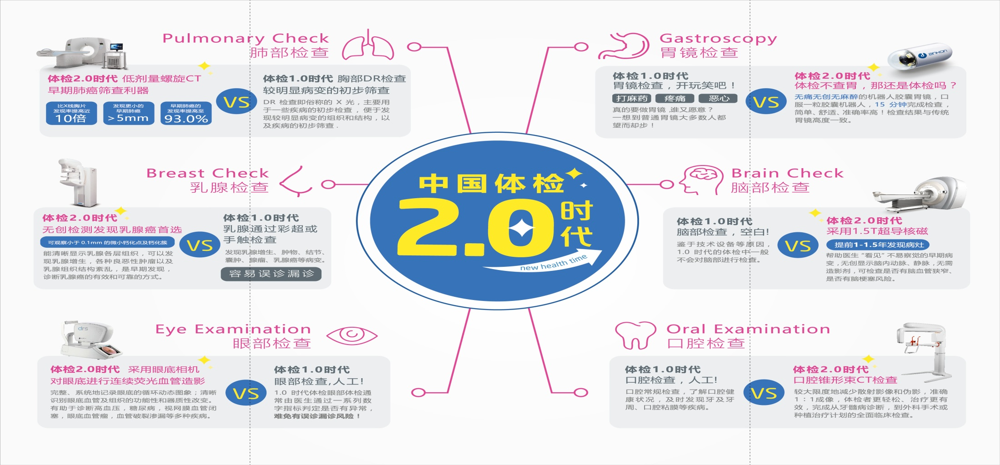 Pulmonary Check
肺部检查
体检2.0时代 低剂量螺旋CT
早期肺癌筛查利器
比X线胸片
发现率提高近
10倍
发现更小的
早期肺癌
>5mm
早期肺癌的
发现率提高至
93.0%
VS
体检1.0时代 胸部DR检查
较明显病变的初步筛查
DR 检查即俗称的 X 光，主要用
于一些疾病的初步检查，便于发
现较明显病变的组织和结构，以
及疾病的初步筛查.
Gastroscopy
胃镜检查
体检1.0时代
胃镜检查，开玩笑吧！
打麻药
疼痛
恶心
真的要做胃镜,谁又愿意？
一想到普通胃镜大多数人都
望而却步！
VS
ankon
体检2.0时代
体检不查胃，那还是体检吗？
无痛无创无麻醉的机器人胶囊胃镜，口
服一粒胶囊机器人，15 分钟完成检查，
简单、舒适、准确率高！检查结果与传统
胃镜高度一致。
Breast Check
乳腺检查
体检2.0时代
无创检测发现乳腺癌首选
可观察小于 0.1mm 的微小钙化点及钙化簇
能清晰显示乳腺各层组织，可以发
现乳腺增生，各种良恶性肿瘤以及
乳腺组织结构紊乱，是早期发现，
诊断乳腺癌的有效和可靠的方式。
VS
体检1.0时代
乳腺通过彩超或
手触检查
发现乳腺增生、肿物、结节、
囊肿、腺瘤、乳腺癌等病变。
容易误诊漏诊
中国体检
2.0
时代
new health time
Brain Check
脑部检查
体检1.0时代
脑部检查，空白!
鉴于技术设备等原因，
1.0 时代的体检中一般
不会对脑部进行检查。
VS
体检2.0时代
采用1.5T超导核磁
提前1-1.5年发现病灶
帮助医生“看见”不易察觉的早期病
变,无创显示脑内动脉、静脉,无需
造影剂,可检查是否有脑血管狭窄、
是否有脑梗塞风险。
Eye Examination
眼部检查
drs
体检2.0时代 采用眼底相机
对眼底进行连续荧光血管造影
完整、系统地记录眼底的循环动态图象；清晰
识别眼底血管及组织的功能性和器质性改变。
有助于诊断高血压，糖尿病，视网膜血管闭
塞，眼底血管瘤，血管破裂渗漏等多种疾病。
VS
体检1.0时代
眼部检查,人工!
1.0 时代体检眼部体检通
常由医生通过一系列数
字指标判定是否有异常，
难免有误诊漏诊风险！
Oral Examination
口腔检查
体检1.0时代
口腔检查，人工!
口腔常规检查，了解口腔健
康状况，及时发现牙及牙
周、口腔粘膜等疾病。
VS
体检2.0时代
口腔锥形束CT检查
较大限度地减少散射影像和伪影，准确
1：1成像，体检者更轻松、治疗更有
效，完成从牙髓病诊断，到外科手术或
种植治疗计划的全面临床检查。